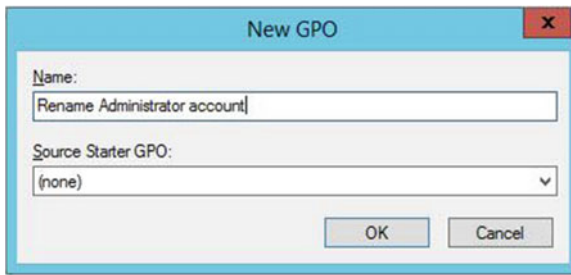 New GPO
x
Name:
Rename Administrator account
Source Starter GPO:
(none)
OK Cancel